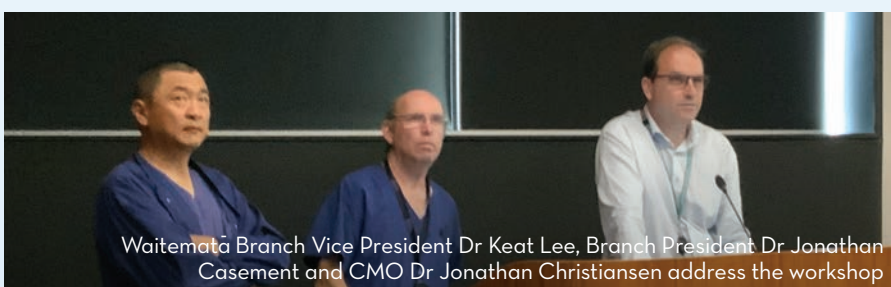 Waitematā Branch Vice President Dr Keat Lee, Branch President Dr Jonathan
Casement and CMO Dr Jonathan Christiansen address the workshop